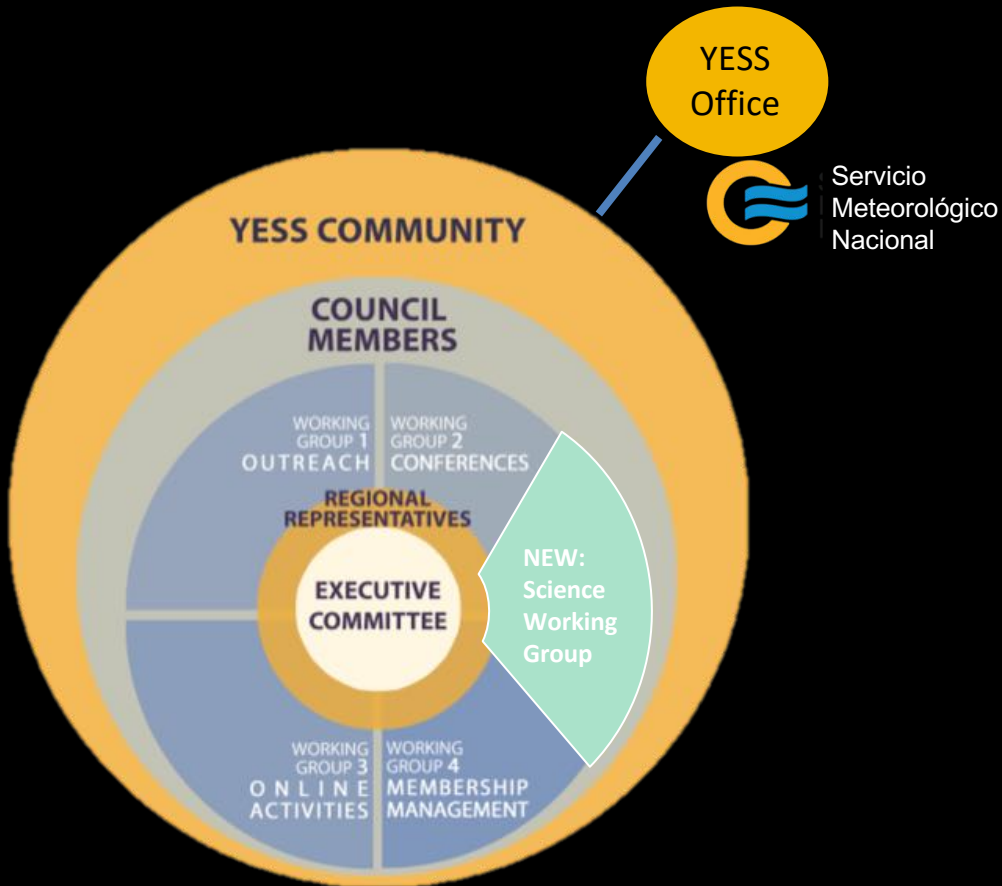 YESS
Office
Servicio
Meteorológico
Nacional
YESS COMMUNITY
COUNCIL
MEMBERS
WORKING
GROUP 1
OUTREACH
WORKING
GROUP 2
CONFERENCES
REGIONAL
REPRESENTATIVES
EXECUTIVE
COMMITTEE
NEW:
Science
Working
Group
WORKING
GROUP 3
ONLINE
ACTIVITIES
WORKING
GROUP 4
MEMBERSHIP
MANAGEMENT